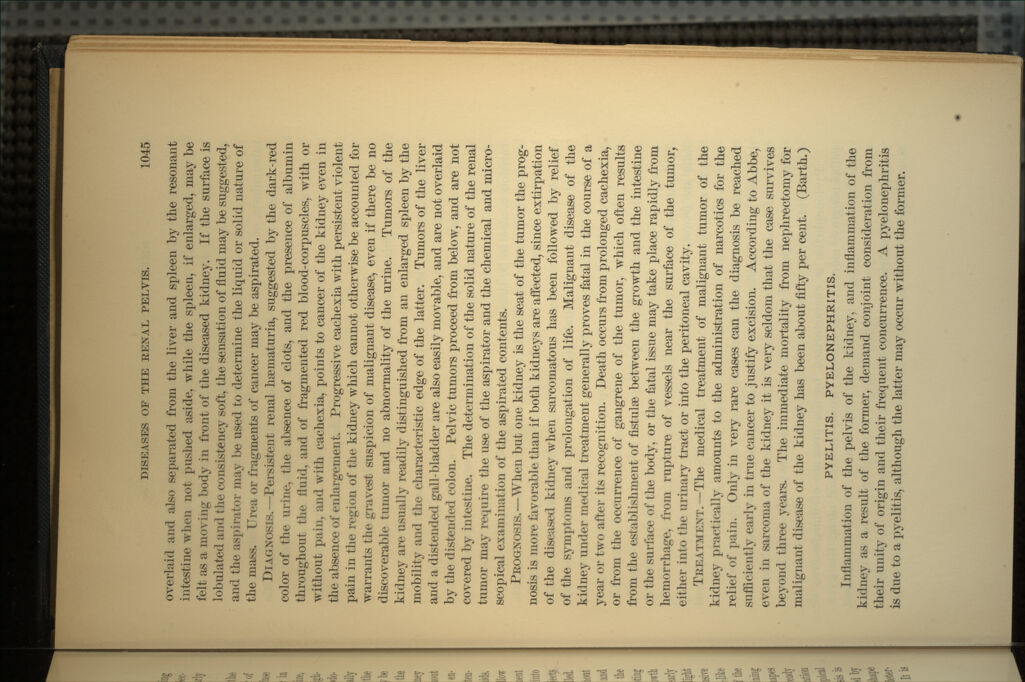 DISEASES OF THE RENAL PELVIS. 1045
overlaid and also separated from the liver and spleen by the resonant
intestine when not pushed aside, while the spleen, if enlarged, may be
felt as a moving body in front of the diseased kidney. If the surface is
lobulated and the consistency soft, the sensation of fluid may be suggested,
and the aspirator may be used to determine the liquid or solid nature of
the mass. Urea or fragments of cancer may be aspirated.
DIAGNOSIS.—Persistent renal hæmaturia, suggested by the dark-red
color of the urine, the absence of clots, and the presence of albumin
throughout the fluid, and of fragmented red blood-corpuscles, with or
without pain, and with cachexia, points to cancer of the kidney even in
the absence of enlargement. Progressive cachexia with persistent violent
pain in the region of the kidney which cannot otherwise be accounted for
warrants the gravest suspicion of malignant disease, even if there be no
discoverable tumor and no abnormality of the urine. Tumors of the
kidney are usually readily distinguished from an enlarged spleen by the
mobility and the characteristic edge of the latter. Tumors of the liver
and a distended gall-bladder are also easily movable, and are not overlaid
by the distended colon. Pelvic tumors proceed from below, and are not
covered by intestine. The determination of the solid nature of the renal
tumor may require the use of the aspirator and the chemical and micro-
scopical examination of the aspirated contents.
PROGNOSIS.—When but one kidney is the seat of the tumor the prog-
nosis is more favorable than if both kidneys are affected, since extirpation
of the diseased kidney when sarcomatous has been followed by relief
of the symptoms and prolongation of life. Malignant disease of the
kidney under medical treatment generally proves fatal in the course of a
year or two after its recognition. Death occurs from prolonged cachexia,
or from the occurrence of gangrene of the tumor, which often results
from the establishment of fistulæ between the growth and the intestine
or the surface of the body, or the fatal issue may take place rapidly from
hemorrhage, from rupture of vessels near the surface of the tumor,
either into the urinary tract or into the peritoneal cavity.
TREATMENT.—The medical treatment of malignant tumor of the
kidney practically amounts to the administration of narcotics for the
relief of pain. Only in very rare cases can the diagnosis be reached
sufficiently early in true cancer to justify excision. According to Abbe,
even in sarcoma of the kidney it is very seldom that the case survives
beyond three years. The immediate mortality from nephrectomy for
malignant disease of the kidney has been about fifty per cent. (Barth.)
PYELITIS. PYELONEPHRITIS.
Inflammation of the pelvis of the kidney, and inflammation of the
kidney as a result of the former, demand conjoint consideration from
their unity of origin and their frequent concurrence. A pyelonephritis
is due to a pyelitis, although the latter may occur without the former.